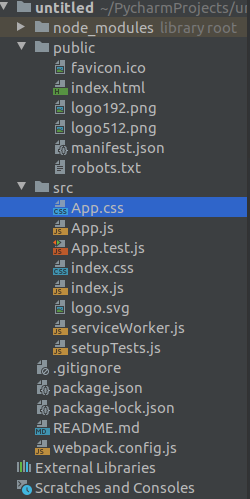 untitled ~/PycharmProjects/u
node_modules library root
public
favicon.ico
index.html
logo192.png
logo512.png
manifest.json
robots.txt
src
App.css
App.js
App.test.js
index.css
index.js
logo.svg
serviceWorker.js
setupTests.js
.gitignore
package.json
package-lock.json
README.md
webpack.config.js
External Libraries
Scratches and Consoles